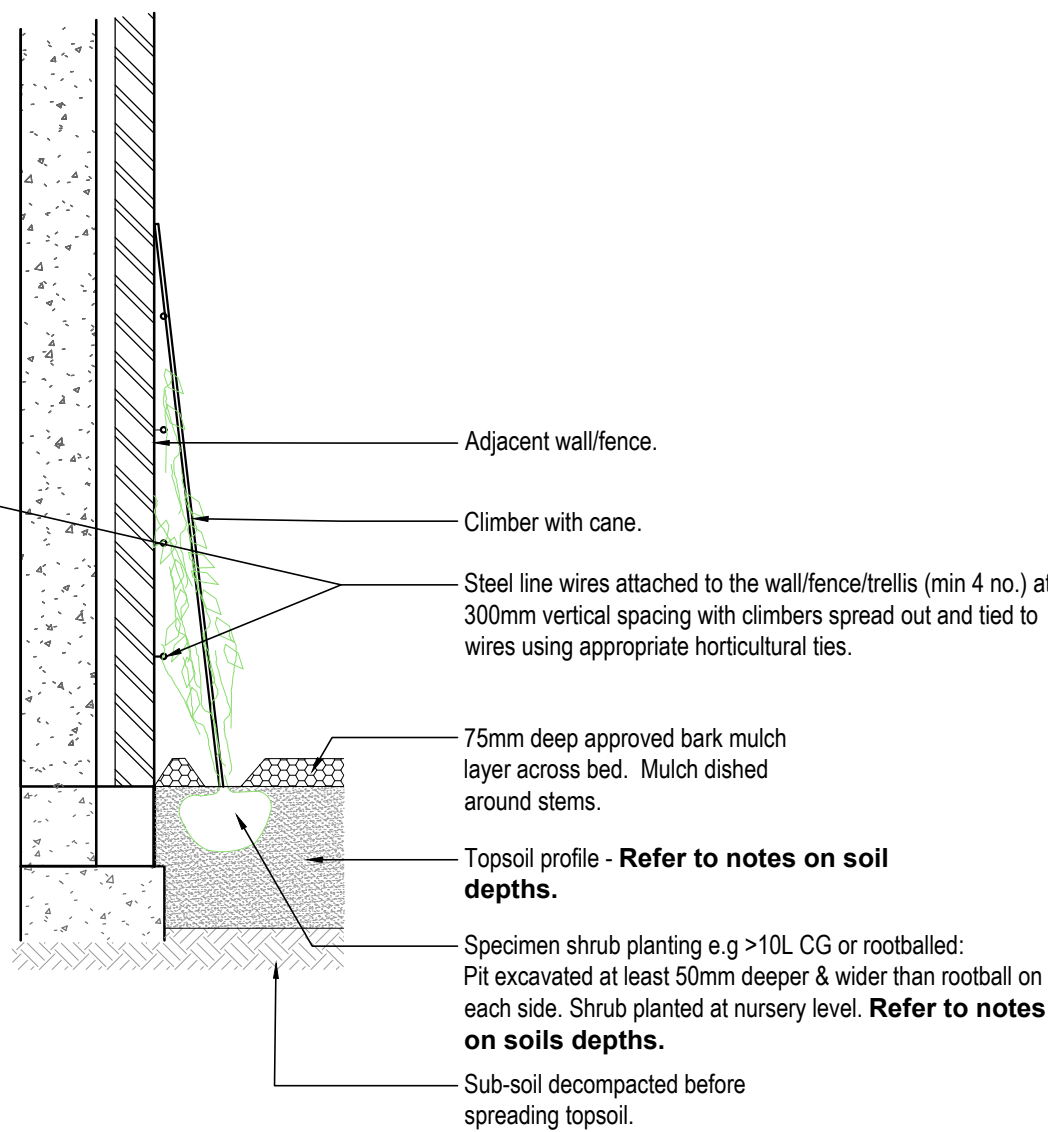 Adjacent wall/fence.
Climber with cane.
Steel line wires attached to the wall/fence/trellis (min 4 no.) at
300mm vertical spacing with climbers spread out and tied to
wires using appropriate horticultural ties.
75mm deep approved bark mulch
layer across bed. Mulch dished
around stems.
Topsoil profile - Refer to notes on soil
depths.
Specimen shrub planting e.g >10L CG or rootballed:
Pit excavated at least 50mm deeper & wider than rootball on
each side. Shrub planted at nursery level. Refer to notes
on soils depths.
Sub-soil decompacted before
spreading topsoil.